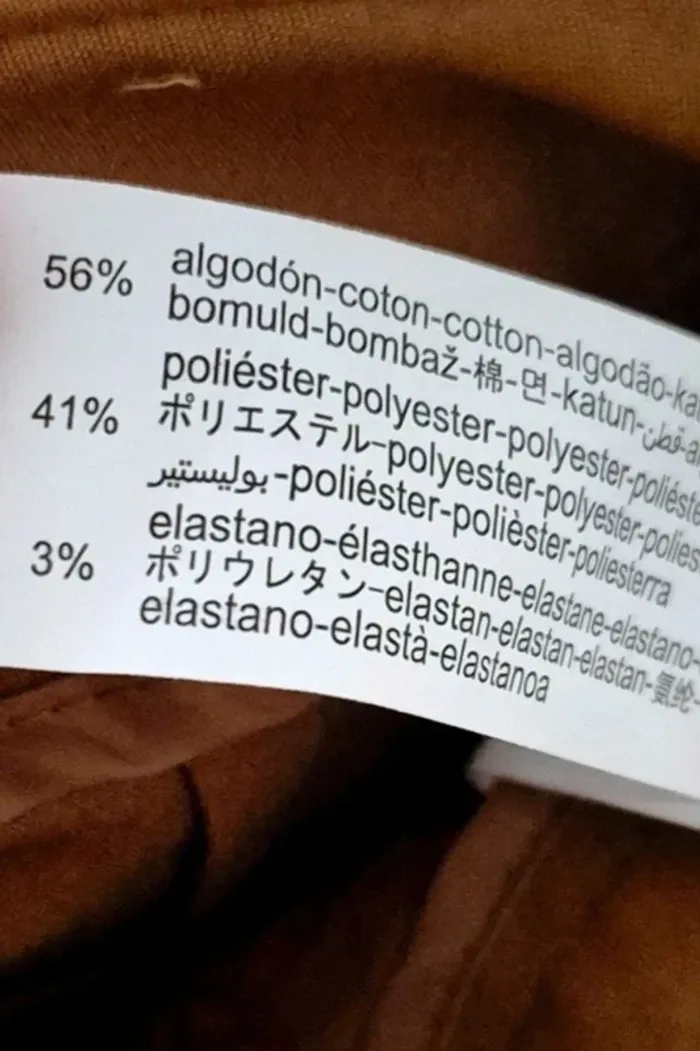 56% algodón-coton-cotton-algodão-
bomuld-bombaž-棉-면-katun-قطن-
poliéster-polyester-polyester-
41% ポリエステル-polyester-polyester-
بوليستير-poliéster-polièster-poliesterra
elastano-élasthanne-elastane-elastano-
3% ポリウレタン-elastan-elastan-elastan-氨纶-
elastano-elastà-elastanoa